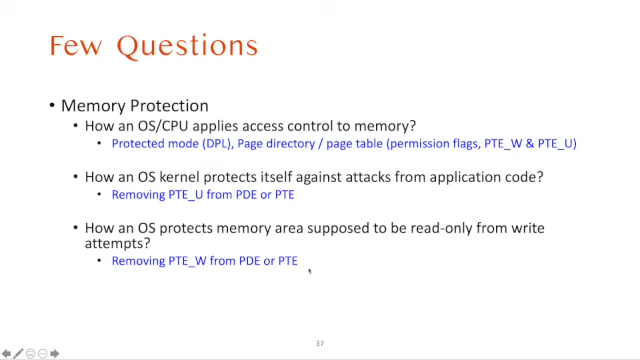 Few Questions
• Memory Protection
• How an OS/CPU applies access control to memory?
• Protected mode (DPL), Page directory / page table (permission flags, PTE_W & PTE_U)
• How an OS kernel protects itself against attacks from application code?
• Removing PTE_U from PDE or PTE
• How an OS protects memory area supposed to be read-only from write
attempts?
• Removing PTE_W from PDE or PTE
37